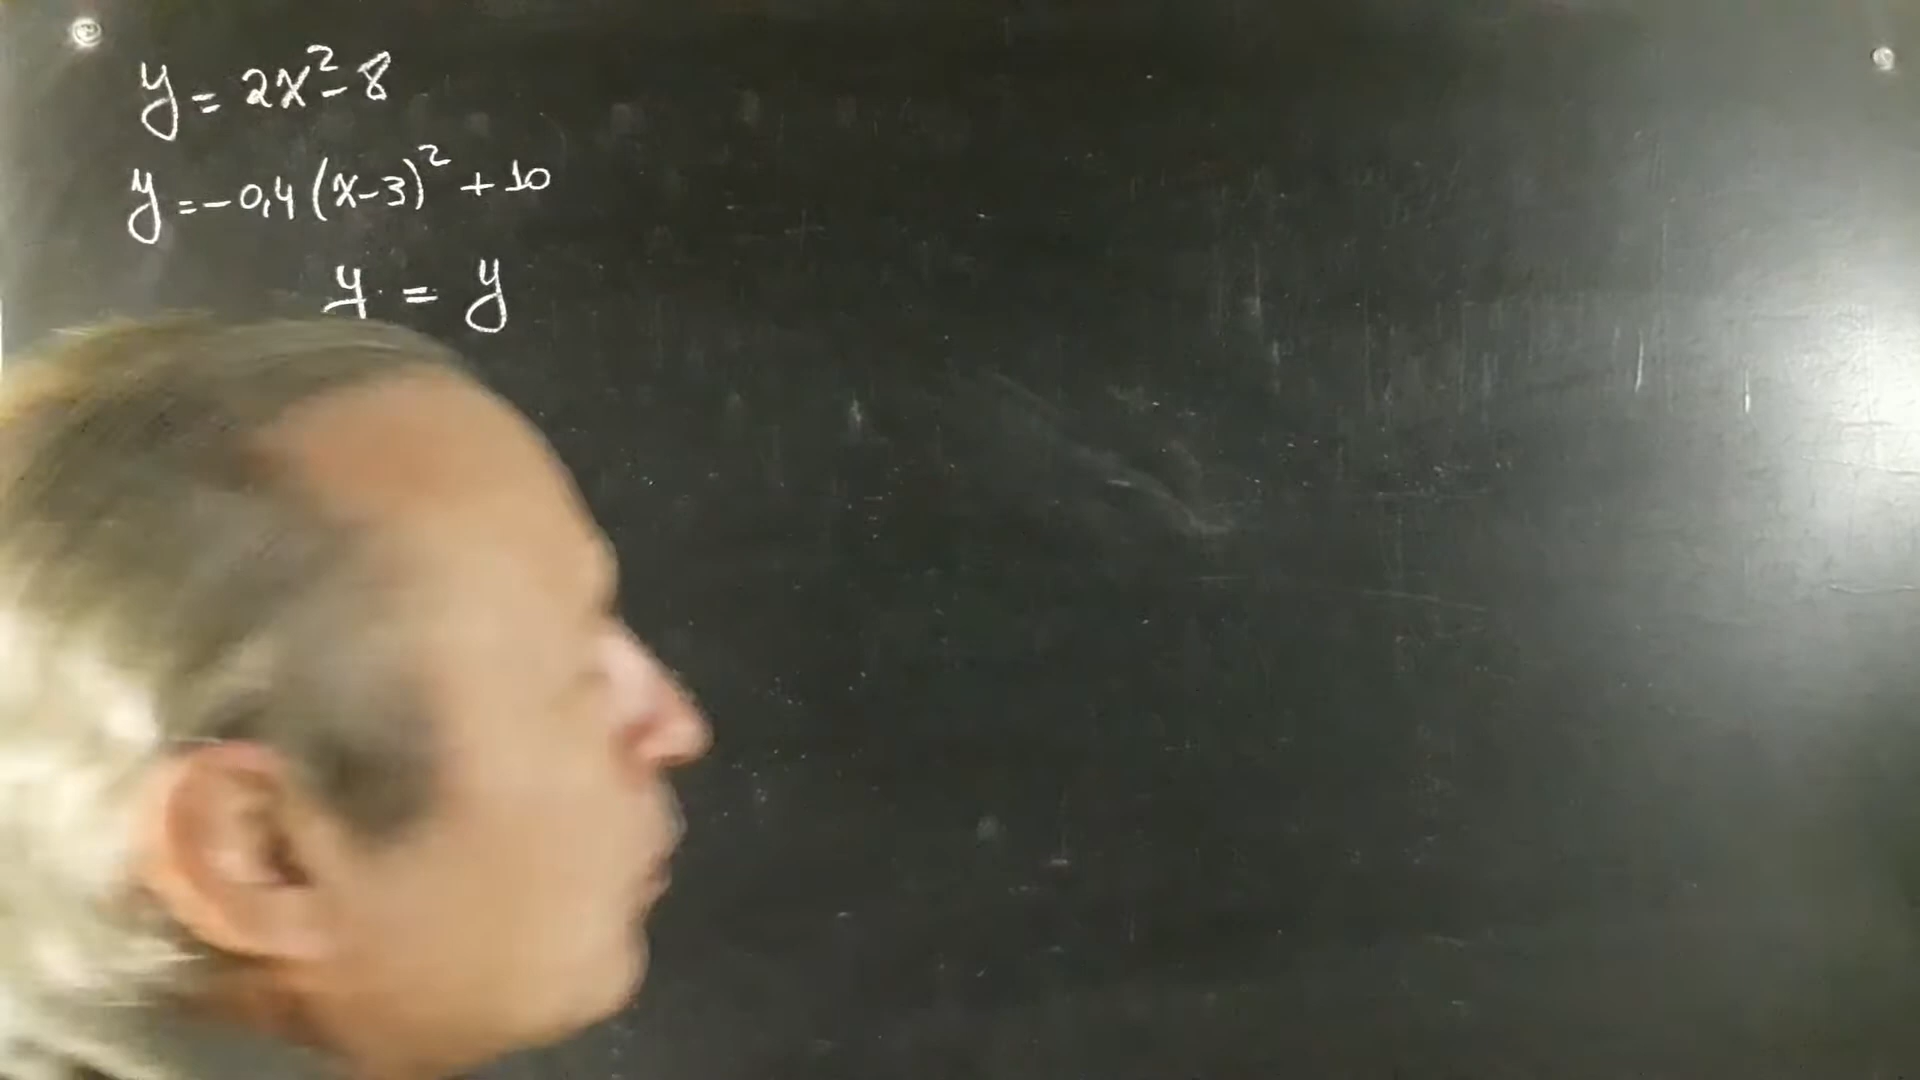 y = 2x² - 8
y = -0,4 (x-3)² + 10
y = y